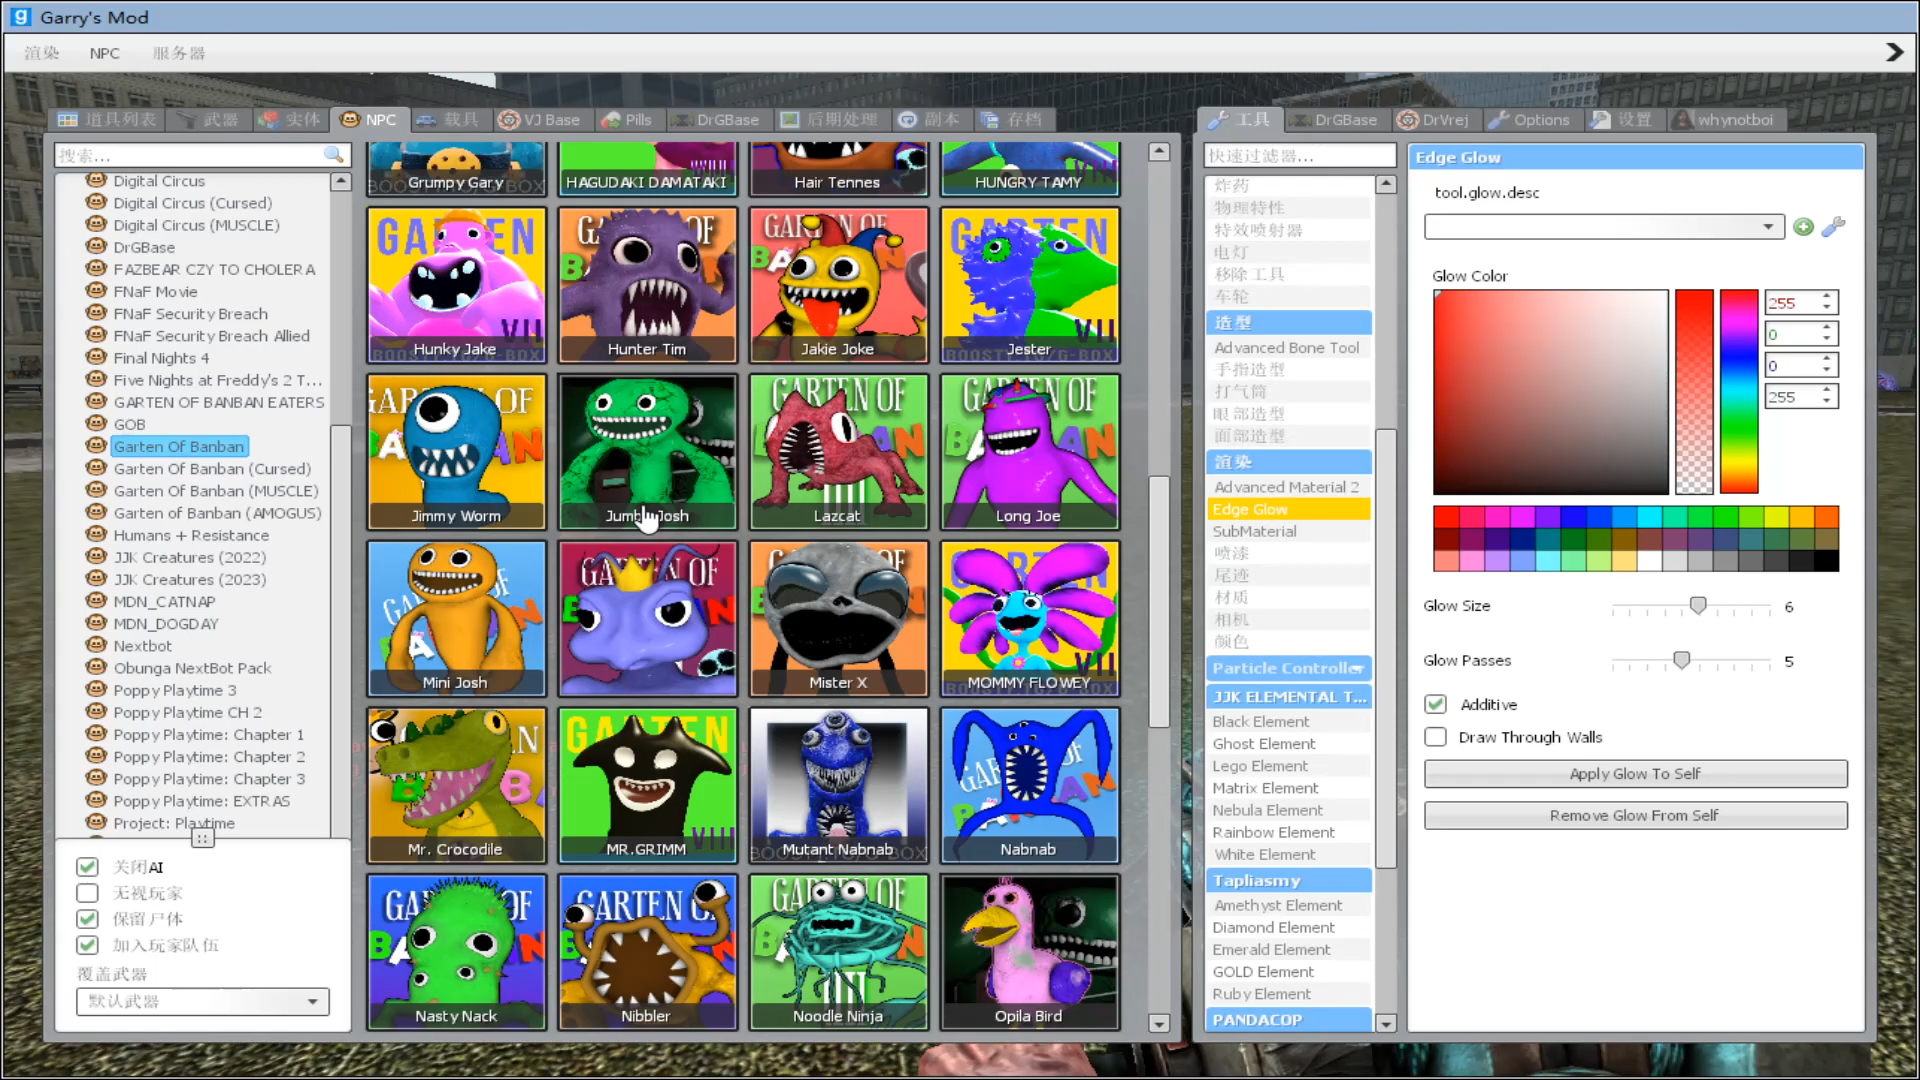 Garry's Mod
渲染 NPC 服务器
道具列表 武器 实体 NPC 载具 VJ Base Pills DrGBase 后期处理 副本 存档
工具 DrGBase DrVrej Options 设置 whynotboi
搜索...
Digital Circus
Digital Circus (Cursed)
Digital Circus (MUSCLE)
DrGBase
FAZBEAR CZY TO CHOLERA
FNaF Movie
FNaF Security Breach
FNaF Security Breach Allied
Final Nights 4
Five Nights at Freddy's 2 T...
GARTEN OF BANBAN EATERS
GOB
Garten Of Banban
Garten Of Banban (Cursed)
Garten Of Banban (MUSCLE)
Garten of Banban (AMOGUS)
Humans + Resistance
JJK Creatures (2022)
JJK Creatures (2023)
MDN_CATNAP
MDN_DOGDAY
Nextbot
Obunga NextBot Pack
Poppy Playtime 3
Poppy Playtime CH 2
Poppy Playtime: Chapter 1
Poppy Playtime: Chapter 2
Poppy Playtime: Chapter 3
Poppy Playtime: EXTRAS
Project: Playtime
关闭AI
无视玩家
保留尸体
加入玩家队伍
覆盖武器
默认武器
Grumpy Gary HAGUDAKI DAMATAKI Hair Tennes HUNGRY TAMY
Hunky Jake Hunter Tim Jakie Joke Jester
Jimmy Worm Jumbo Josh Lazcat Long Joe
Mini Josh Mister X MOMMY FLOWEY
Mr. Crocodile MR.GRIMM Mutant Nabnab Nabnab
Nasty Nack Nibbler Noodle Ninja Opila Bird
快速过滤器...
炸药
物理特性
特效喷射器
电灯
移除工具
车轮
造型
Advanced Bone Tool
手指造型
打气筒
眼部造型
面部造型
渲染
Advanced Material 2
Edge Glow
SubMaterial
喷漆
尾迹
材质
相机
颜色
Particle Controller
JJK ELEMENTAL T...
Black Element
Ghost Element
Lego Element
Matrix Element
Nebula Element
Rainbow Element
White Element
Tapliasmy
Amethyst Element
Diamond Element
Emerald Element
GOLD Element
Ruby Element
PANDACOP
Edge Glow
tool.glow.desc
Glow Color
255
0
0
255
Glow Size 6
Glow Passes 5
Additive
Draw Through Walls
Apply Glow To Self
Remove Glow From Self